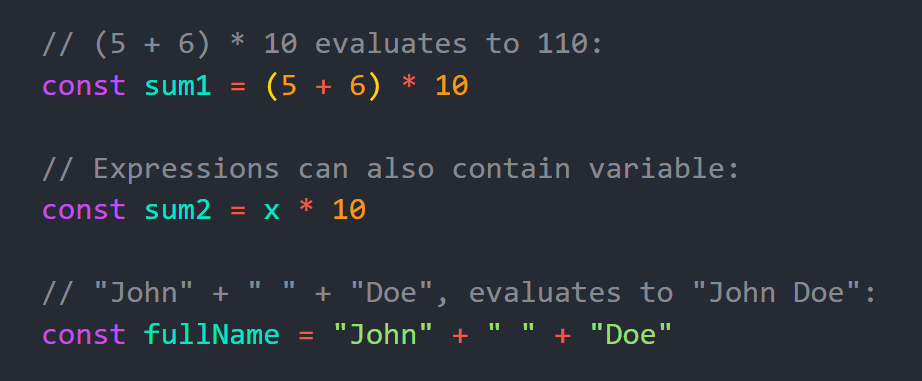 // (5 + 6) * 10 evaluates to 110:
const sum1 = (5 + 6) * 10
// Expressions can also contain variable:
const sum2 = x * 10
// "John" + " " + "Doe", evaluates to "John Doe":
const fullName = "John" + " " + "Doe"